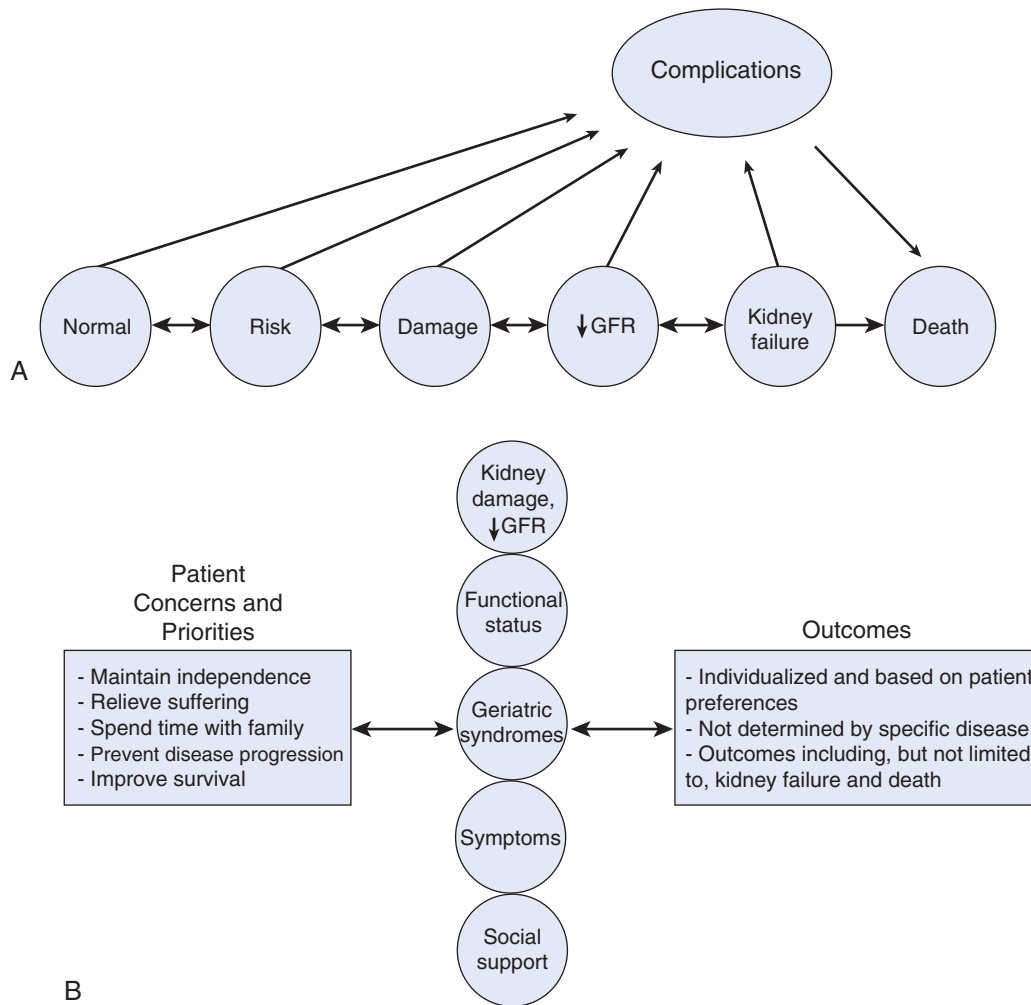 Complications
Normal
Risk
Damage
↓ GFR
Kidney
failure
Death
A
Kidney
damage,
↓ GFR
Functional
status
Geriatric
syndromes
Symptoms
Social
support
Patient
Concerns and
Priorities
- Maintain independence
- Relieve suffering
- Spend time with family
- Prevent disease progression
- Improve survival
Outcomes
- Individualized and based on patient
preferences
- Not determined by specific disease
- Outcomes including, but not limited
to, kidney failure and death
B